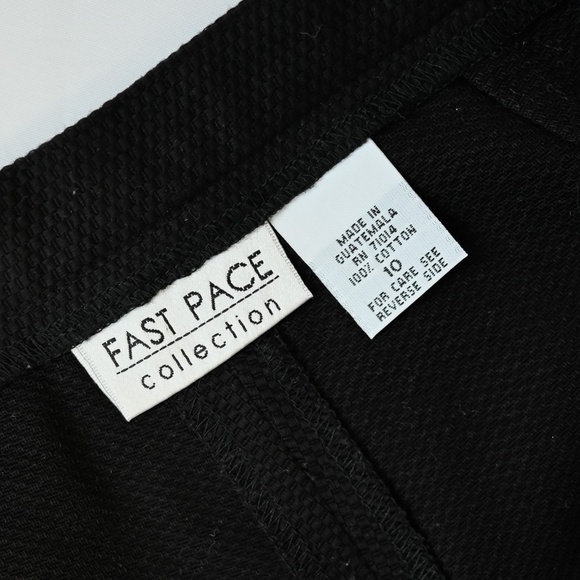 FAST PACE
collection
MADE IN
GUATEMALA
RN 71014
100% COTTON
10
FOR CARE SEE
REVERSE SIDE